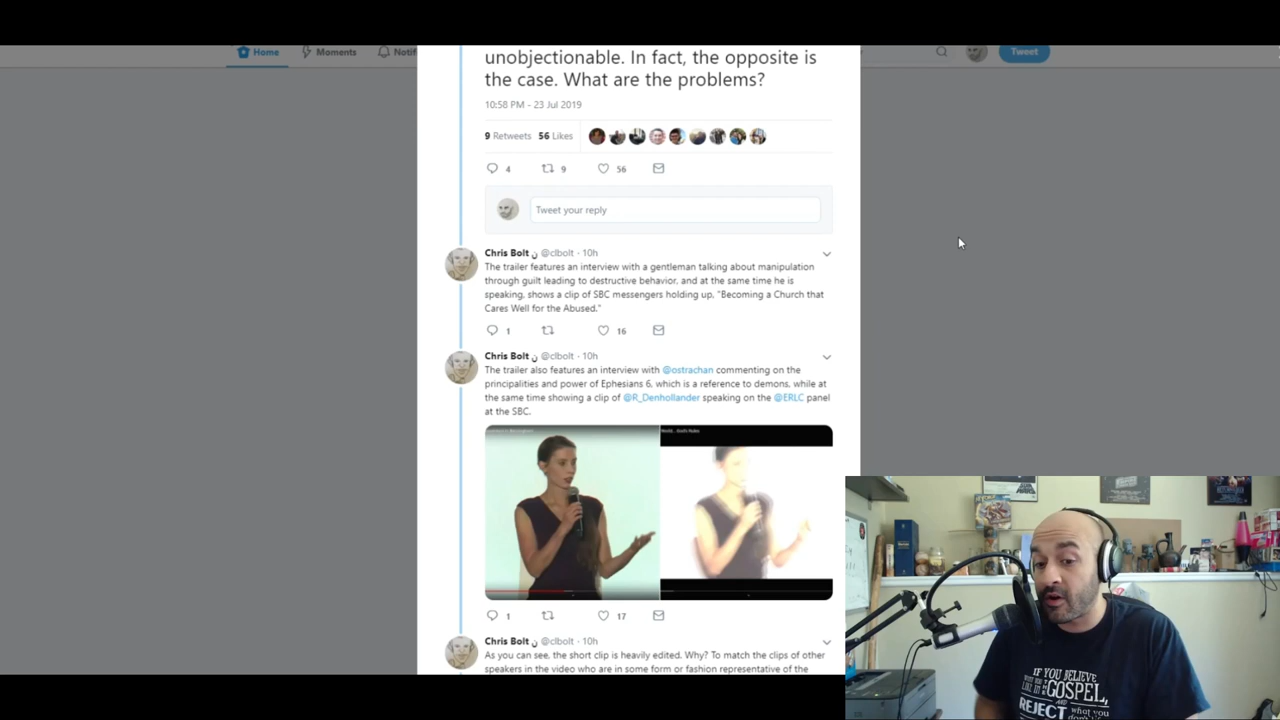 Home
Moments
Notif
Tweet
unobjectionable. In fact, the opposite is
the case. What are the problems?
10:58 PM - 23 Jul 2019
9 Retweets 56 Likes
4 9 56
Tweet your reply
Chris Bolt ن @clbolt · 10h
The trailer features an interview with a gentleman talking about manipulation
through guilt leading to destructive behavior, and at the same time he is
speaking, shows a clip of SBC messengers holding up, "Becoming a Church that
Cares Well for the Abused."
1 16
Chris Bolt ن @clbolt · 10h
The trailer also features an interview with @ostrachan commenting on the
principalities and power of Ephesians 6, which is a reference to demons, while at
the same time showing a clip of @R_Denhollander speaking on the @ERLC panel
at the SBC.
1 17
Chris Bolt ن @clbolt · 10h
As you can see, the short clip is heavily edited. Why? To match the clips of other
speakers in the video who are in some form or fashion representative of the
IF YOU BELIEVE
GOSPEL,
AND
REJECT what you